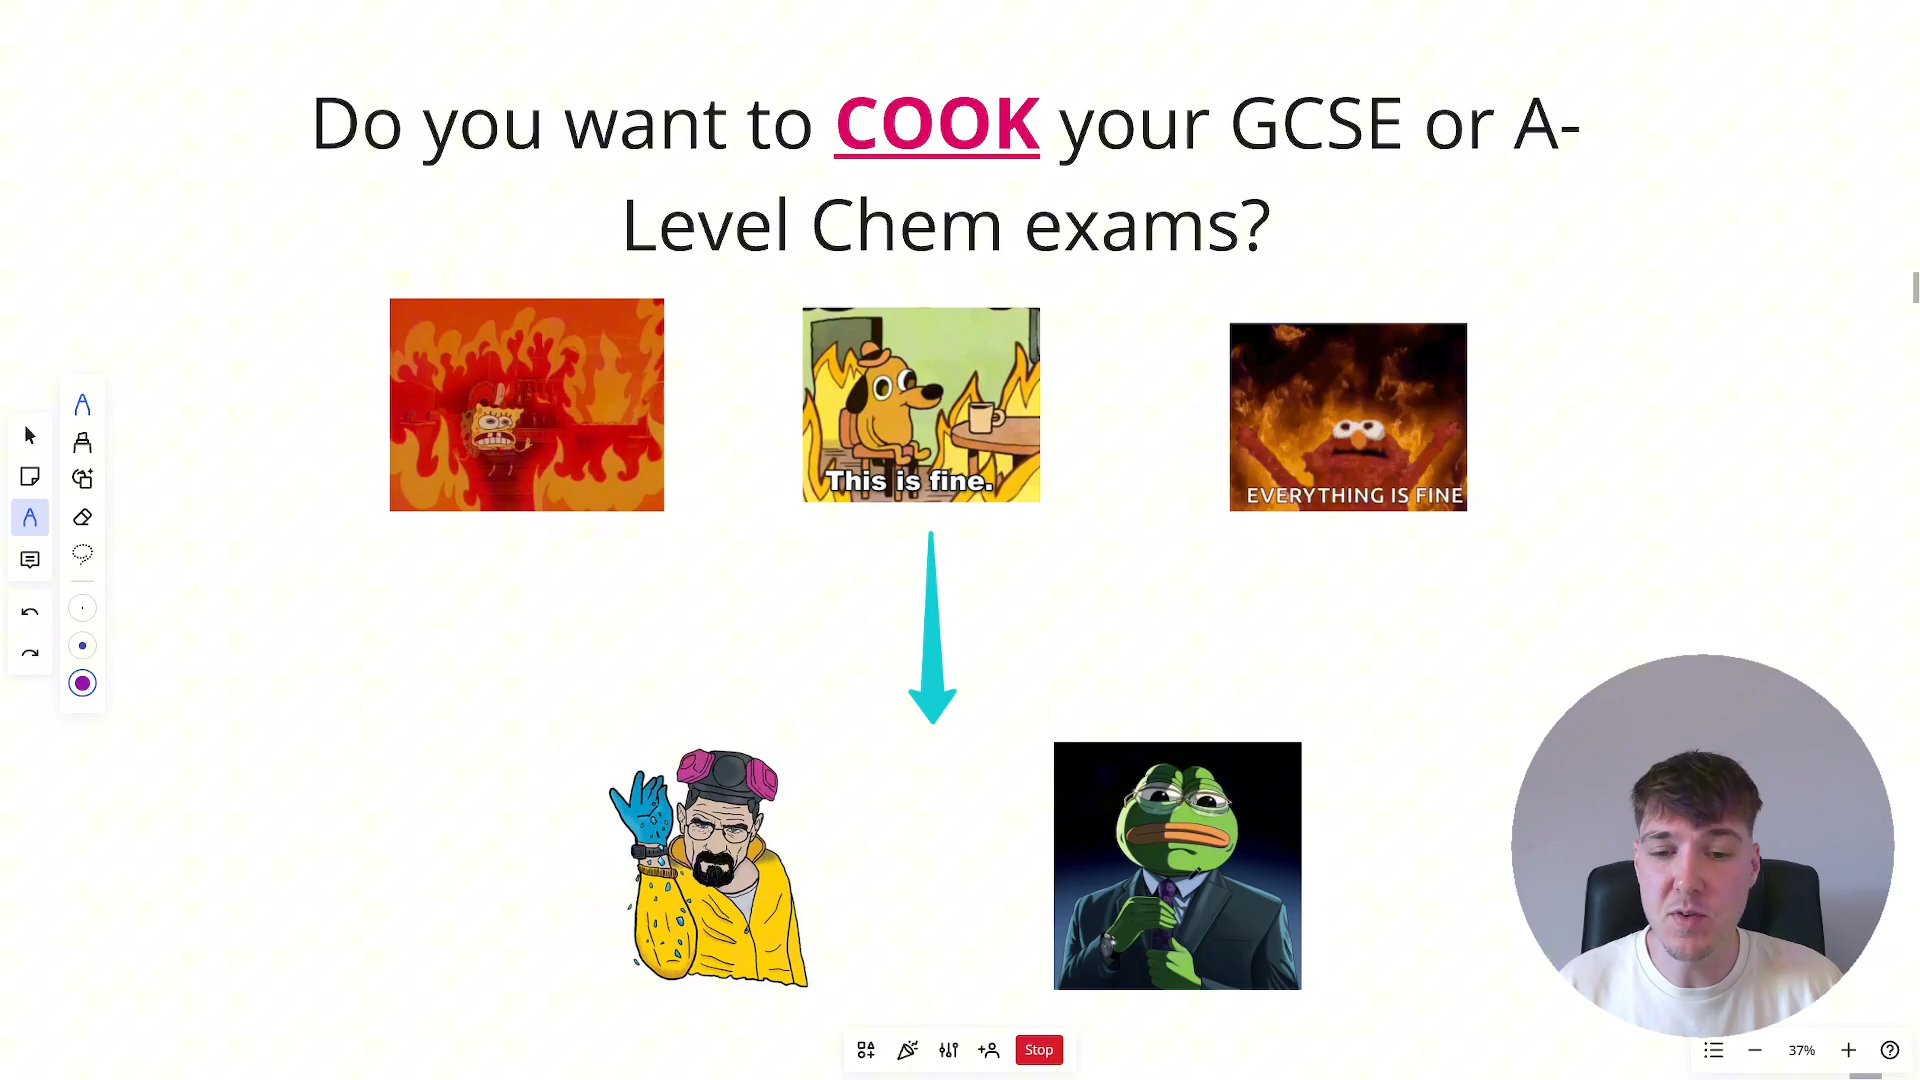 Do you want to COOK your GCSE or A-
Level Chem exams?
This is fine.
EVERYTHING IS FINE
Stop
37%